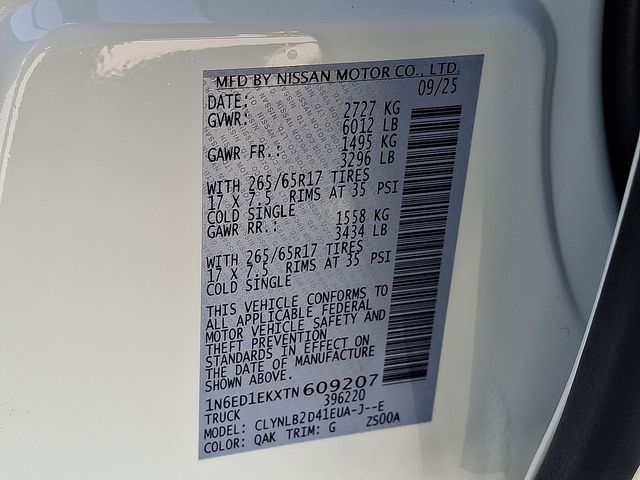 MFD BY NISSAN MOTOR CO., LTD.
DATE: 09/25
GVWR: 2727 KG
6012 LB
GAWR FR.: 1495 KG
3296 LB
WITH 265/65R17 TIRES
17 X 7.5 RIMS AT 35 PSI
COLD SINGLE
GAWR RR.: 1558 KG
3434 LB
WITH 265/65R17 TIRES
17 X 7.5 RIMS AT 35 PSI
COLD SINGLE
THIS VEHICLE CONFORMS TO
ALL APPLICABLE FEDERAL
MOTOR VEHICLE SAFETY AND
THEFT PREVENTION
STANDARDS IN EFFECT ON
THE DATE OF MANUFACTURE
SHOWN ABOVE.
1N6ED1EKXTN609207
TRUCK 396220
MODEL: CLYNLB2D41EUA-J--E
COLOR: QAK TRIM: G ZS00A